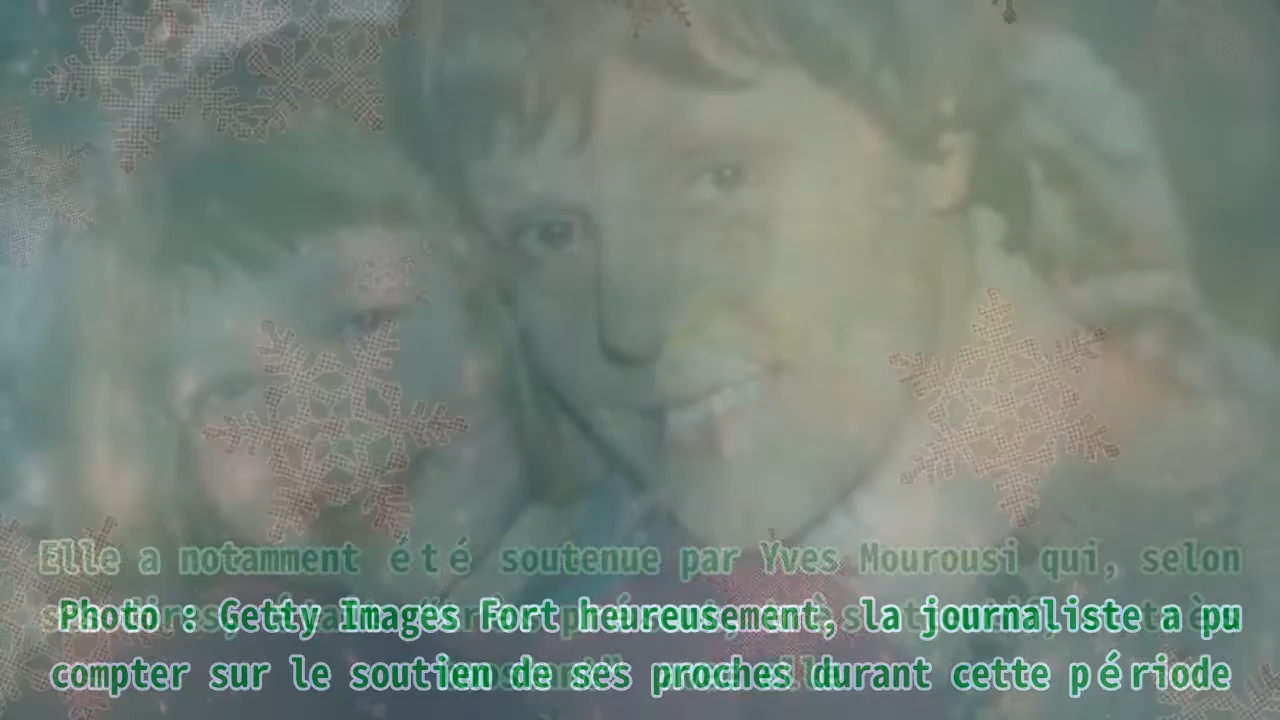 Elle a notamment été soutenue par Yves Mourousi qui, selon
Photo : Getty Images Fort heureusement, la journaliste a pu
compter sur le soutien de ses proches durant cette période